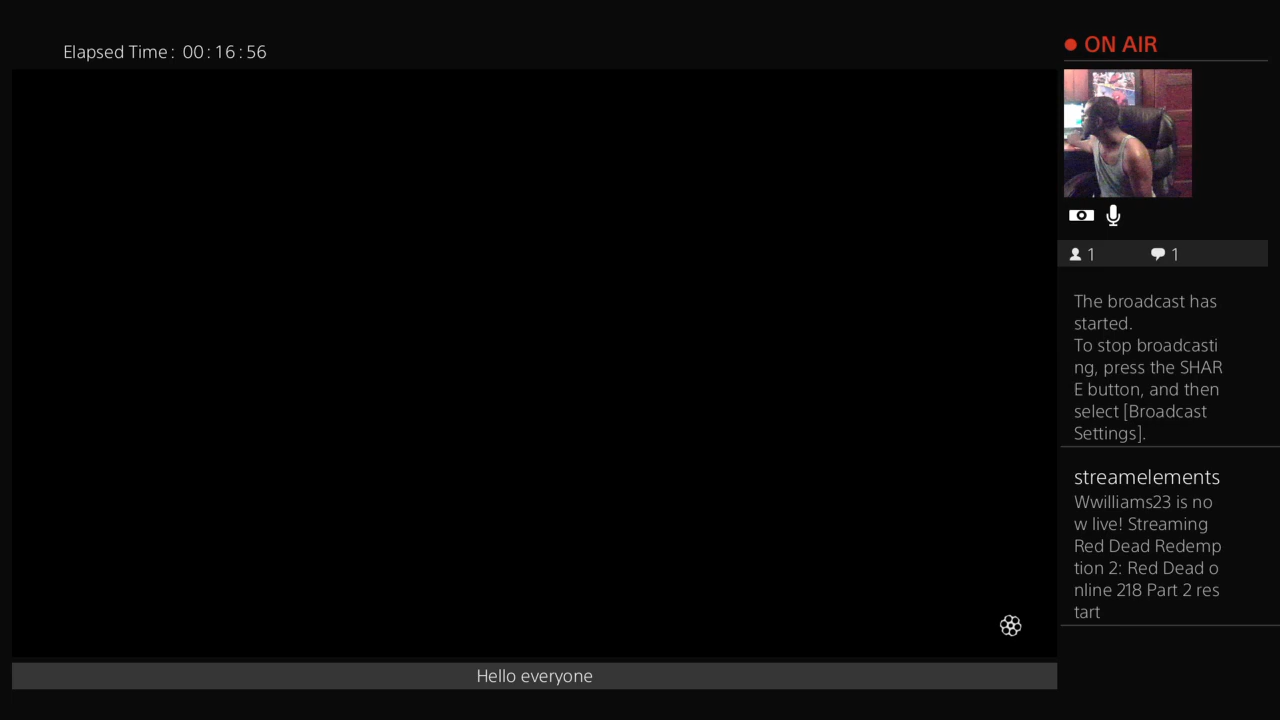 Elapsed Time: 00:16:56
ON AIR
1 1
The broadcast has
started.
To stop broadcasti
ng, press the SHAR
E button, and then
select [Broadcast
Settings].
streamelements
Wwilliams23 is no
w live! Streaming
Red Dead Redemp
tion 2: Red Dead o
nline 218 Part 2 res
tart
Hello everyone